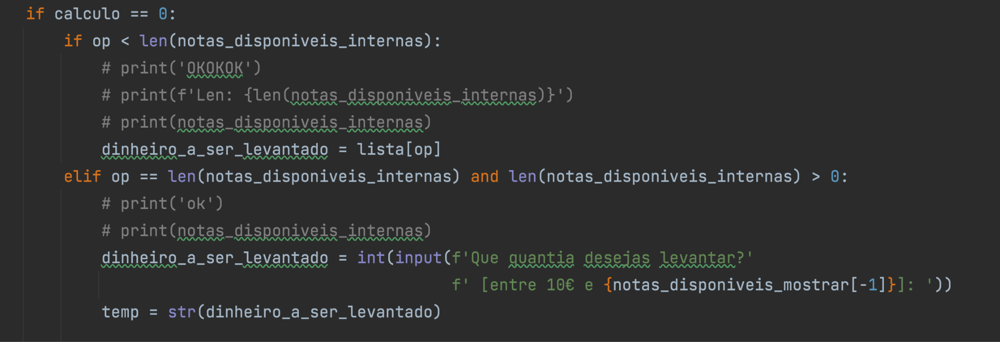 if calculo == 0:
if op < len(notas_disponiveis_internas):
# print('OKOKOK')
# print(f'Len: {len(notas_disponiveis_internas)}')
# print(notas_disponiveis_internas)
dinheiro_a_ser_levantado = lista[op]
elif op == len(notas_disponiveis_internas) and len(notas_disponiveis_internas) > 0:
# print('ok')
# print(notas_disponiveis_internas)
dinheiro_a_ser_levantado = int(input(f'Que quantia desejas levantar?'
f' [entre 10€ e {notas_disponiveis_mostrar[-1]}]: '))
temp = str(dinheiro_a_ser_levantado)